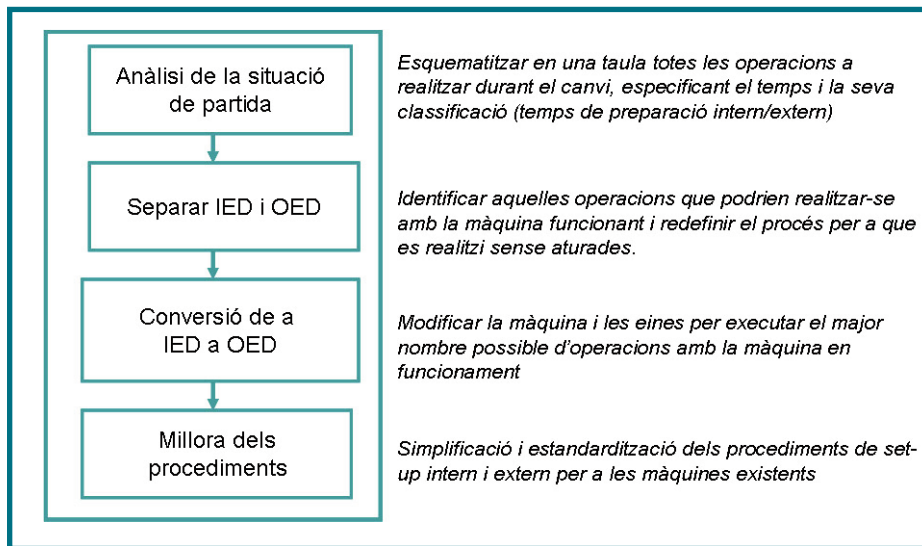 Anàlisi de la situació
de partida
Esquematitzar en una taula totes les operacions a
realitzar durant el canvi, especificant el temps i la seva
classificació (temps de preparació intern/extern)
Separar IED i OED
Identificar aquelles operacions que podrien realitzar-se
amb la màquina funcionant i redefinir el procés per a que
es realitzi sense aturades.
Conversió de a
IED a OED
Modificar la màquina i les eines per executar el major
nombre possible d'operacions amb la màquina en
funcionament
Millora dels
procediments
Simplificació i estandardització dels procediments de set-
up intern i extern per a les màquines existents